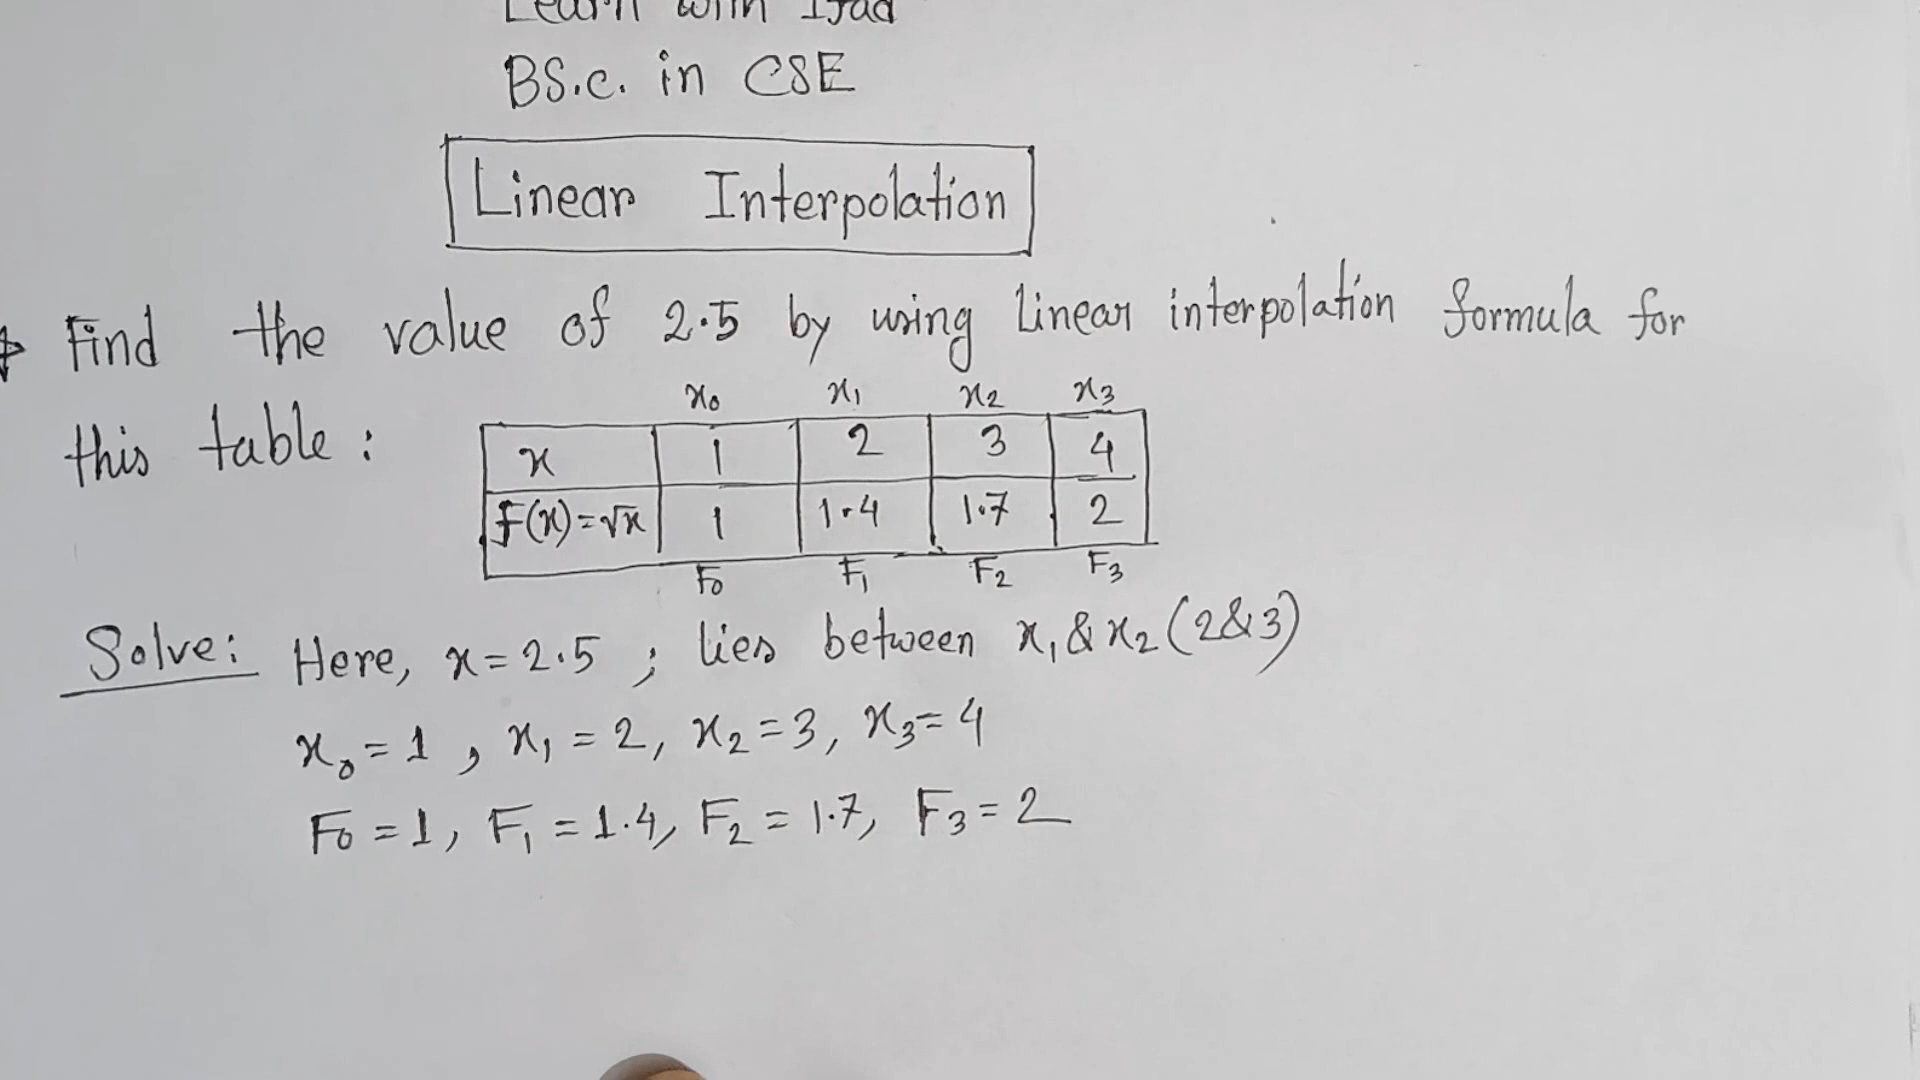 Learn with Ifad
BS.c. in CSE
Linear Interpolation
Find the value of 2.5 by using linear interpolation formula for
this table:
x₀ x₁ x₂ x₃
x 1 2 3 4
F(x)=√x 1 1.4 1.7 2
F₀ F₁ F₂ F₃
Solve: Here, x=2.5 ; lies between x₁&x₂(2&3)
x₀=1, x₁=2, x₂=3, x₃=4
F₀=1, F₁=1.4, F₂=1.7, F₃=2